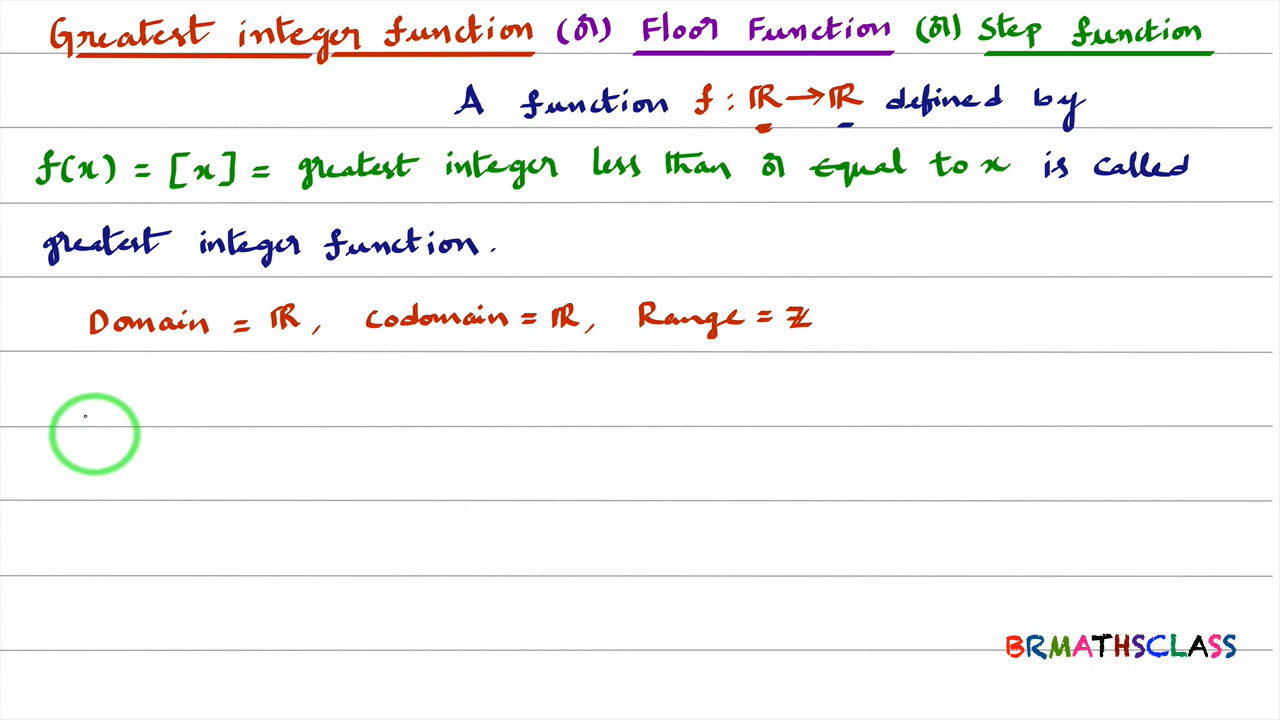 Greatest integer function (or) Floor Function (or) Step function
A function f : ℝ→ℝ defined by
f(x) = [x] = greatest integer less than or equal to x is called
greatest integer function.
Domain = ℝ, codomain = ℝ, Range = ℤ
BRMATHSCLASS